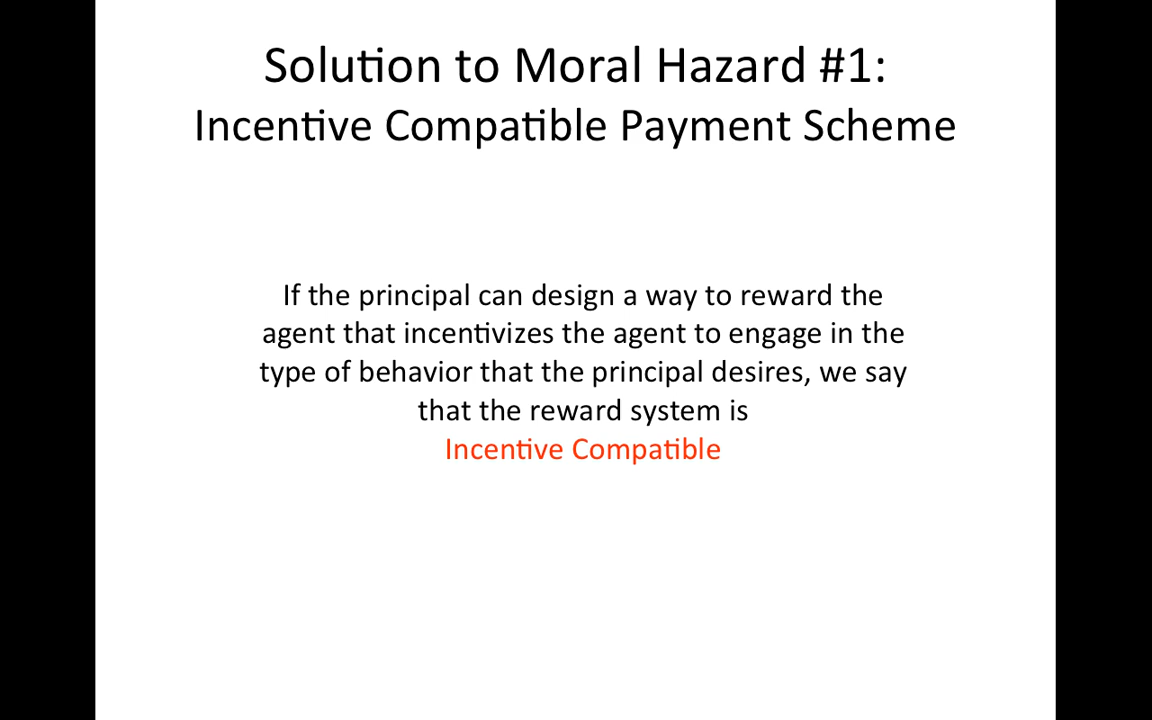 Solution to Moral Hazard #1:
Incentive Compatible Payment Scheme
If the principal can design a way to reward the
agent that incentivizes the agent to engage in the
type of behavior that the principal desires, we say
that the reward system is
Incentive Compatible